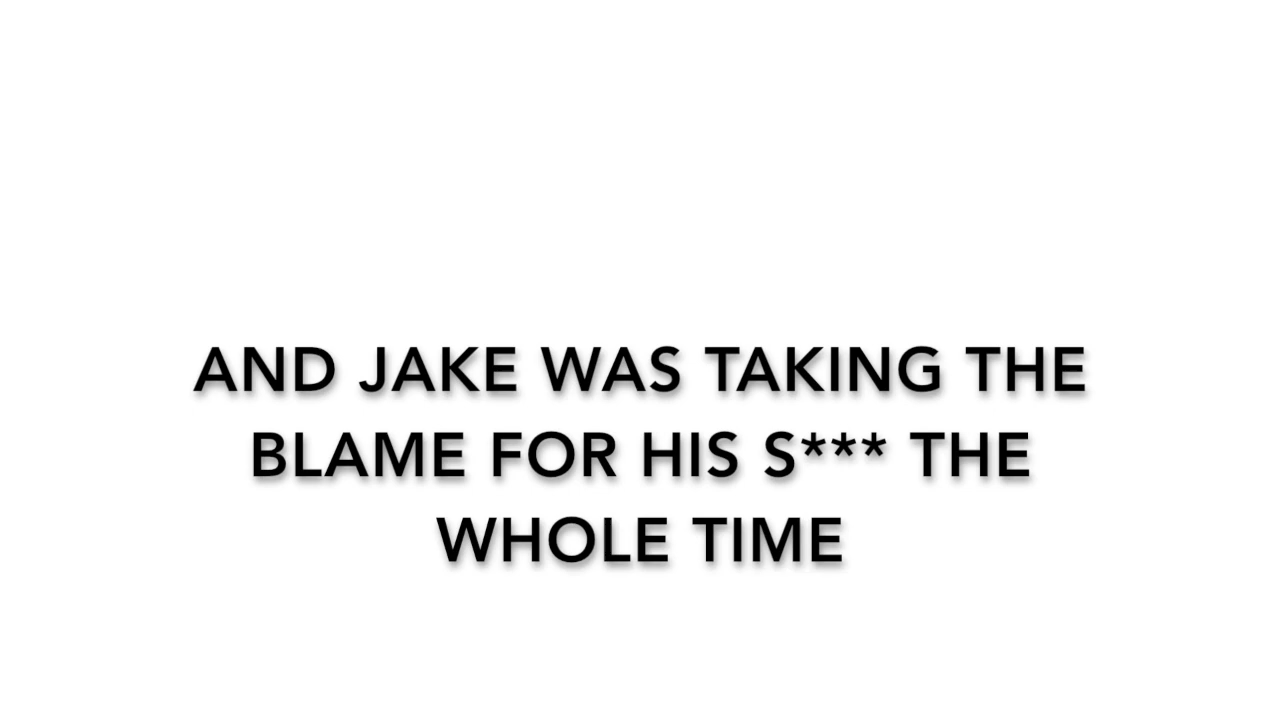 AND JAKE WAS TAKING THE
BLAME FOR HIS S*** THE
WHOLE TIME